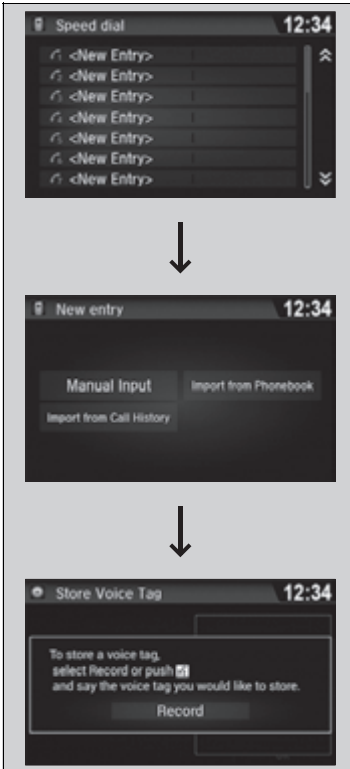 Speed dial 12:34
<New Entry>
<New Entry>
<New Entry>
<New Entry>
<New Entry>
<New Entry>
<New Entry>
New entry 12:34
Manual Input Import from Phonebook
Import from Call History
Store Voice Tag 12:34
To store a voice tag,
select Record or push
and say the voice tag you would like to store.
Record